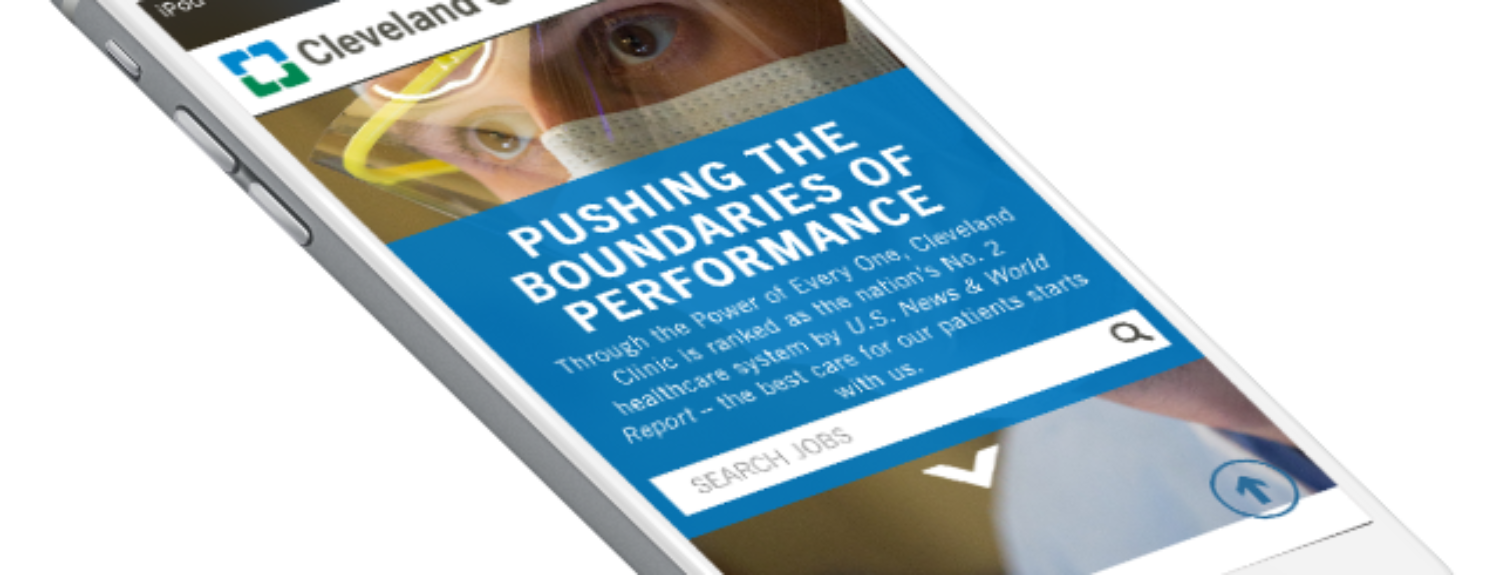 iPod
Cleveland
PUSHING THE
BOUNDARIES OF
PERFORMANCE
Through the Power of Every One, Cleveland
Clinic is ranked as the nation's No. 2
healthcare system by U.S. News & World
Report – the best care for our patients starts
with us.
SEARCH JOBS